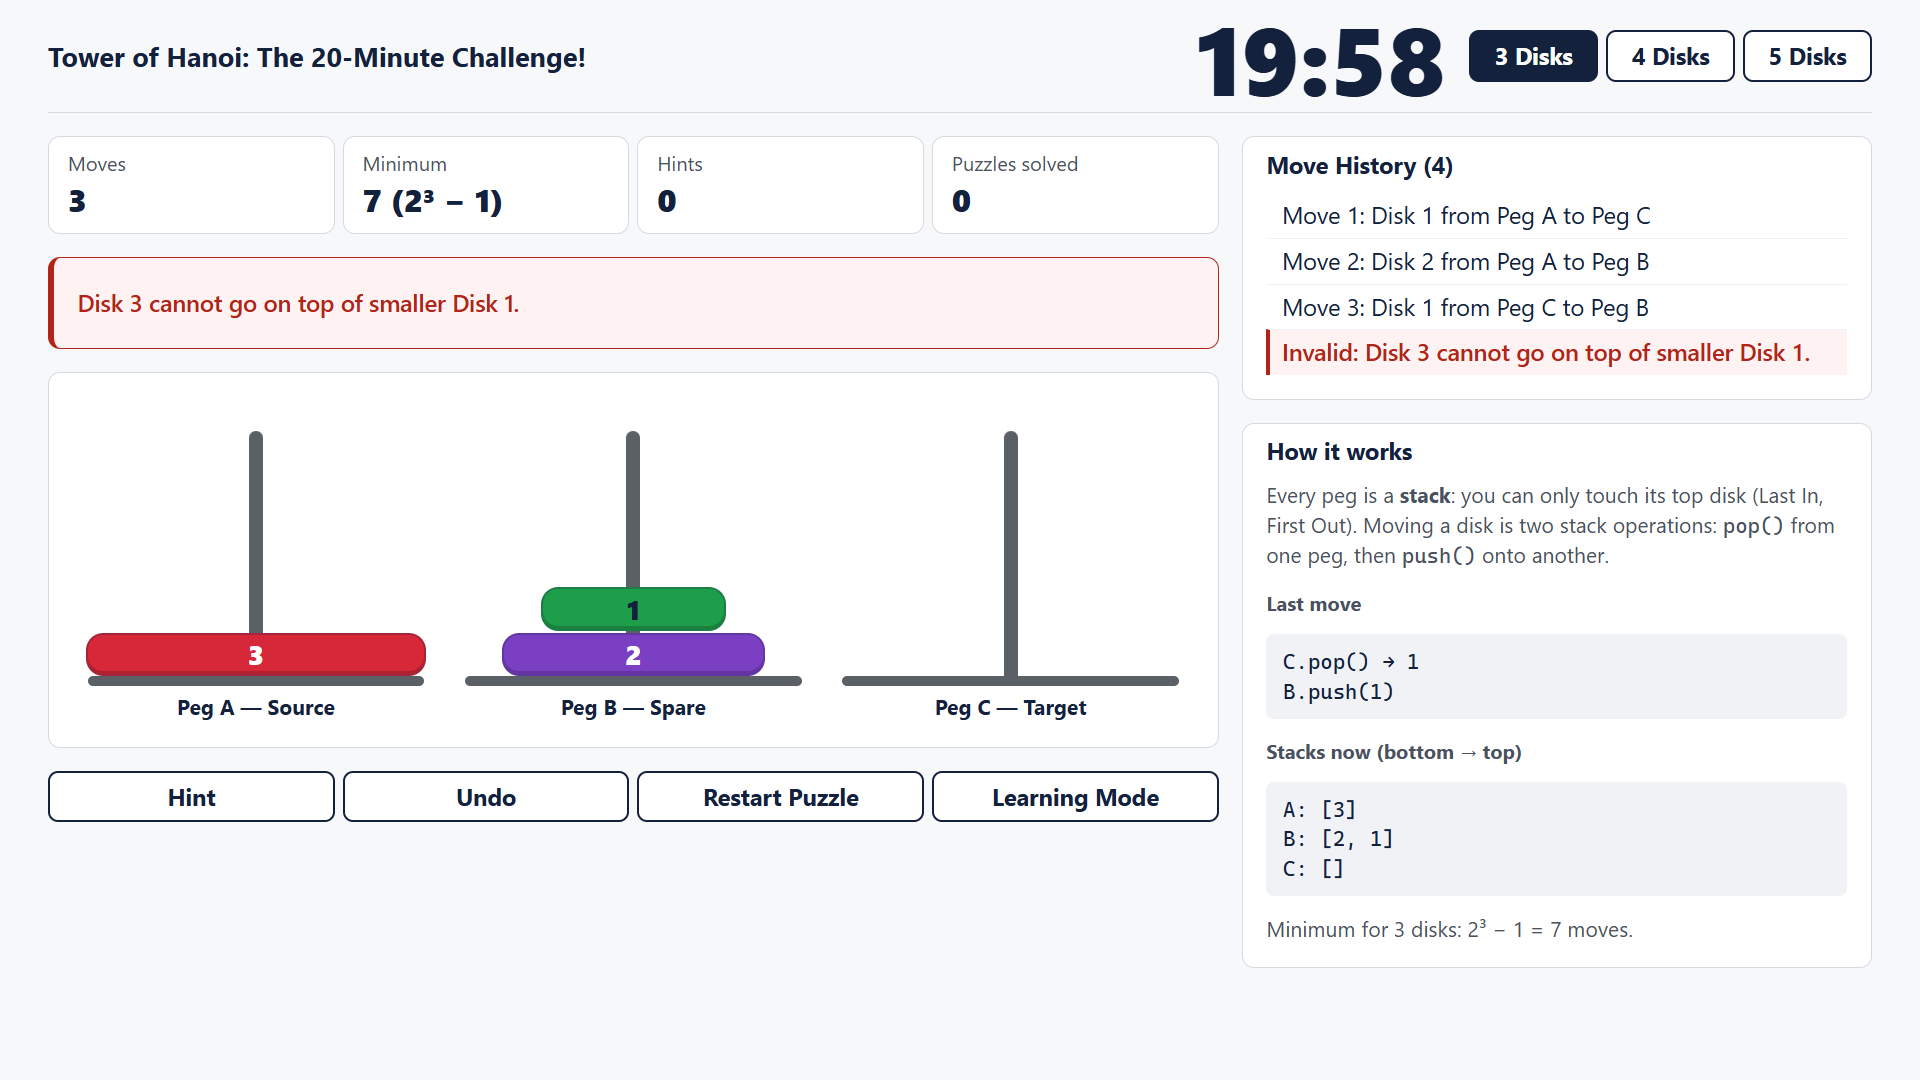 Tower of Hanoi: The 20-Minute Challenge!
19:58
3 Disks
4 Disks
5 Disks
Moves
3
Minimum
7 (2³ − 1)
Hints
0
Puzzles solved
0
Disk 3 cannot go on top of smaller Disk 1.
3
1
2
Peg A — Source
Peg B — Spare
Peg C — Target
Hint
Undo
Restart Puzzle
Learning Mode
Move History (4)
Move 1: Disk 1 from Peg A to Peg C
Move 2: Disk 2 from Peg A to Peg B
Move 3: Disk 1 from Peg C to Peg B
Invalid: Disk 3 cannot go on top of smaller Disk 1.
How it works
Every peg is a stack: you can only touch its top disk (Last In,
First Out). Moving a disk is two stack operations: pop() from
one peg, then push() onto another.
Last move
C.pop() → 1
B.push(1)
Stacks now (bottom → top)
A: [3]
B: [2, 1]
C: []
Minimum for 3 disks: 2³ − 1 = 7 moves.